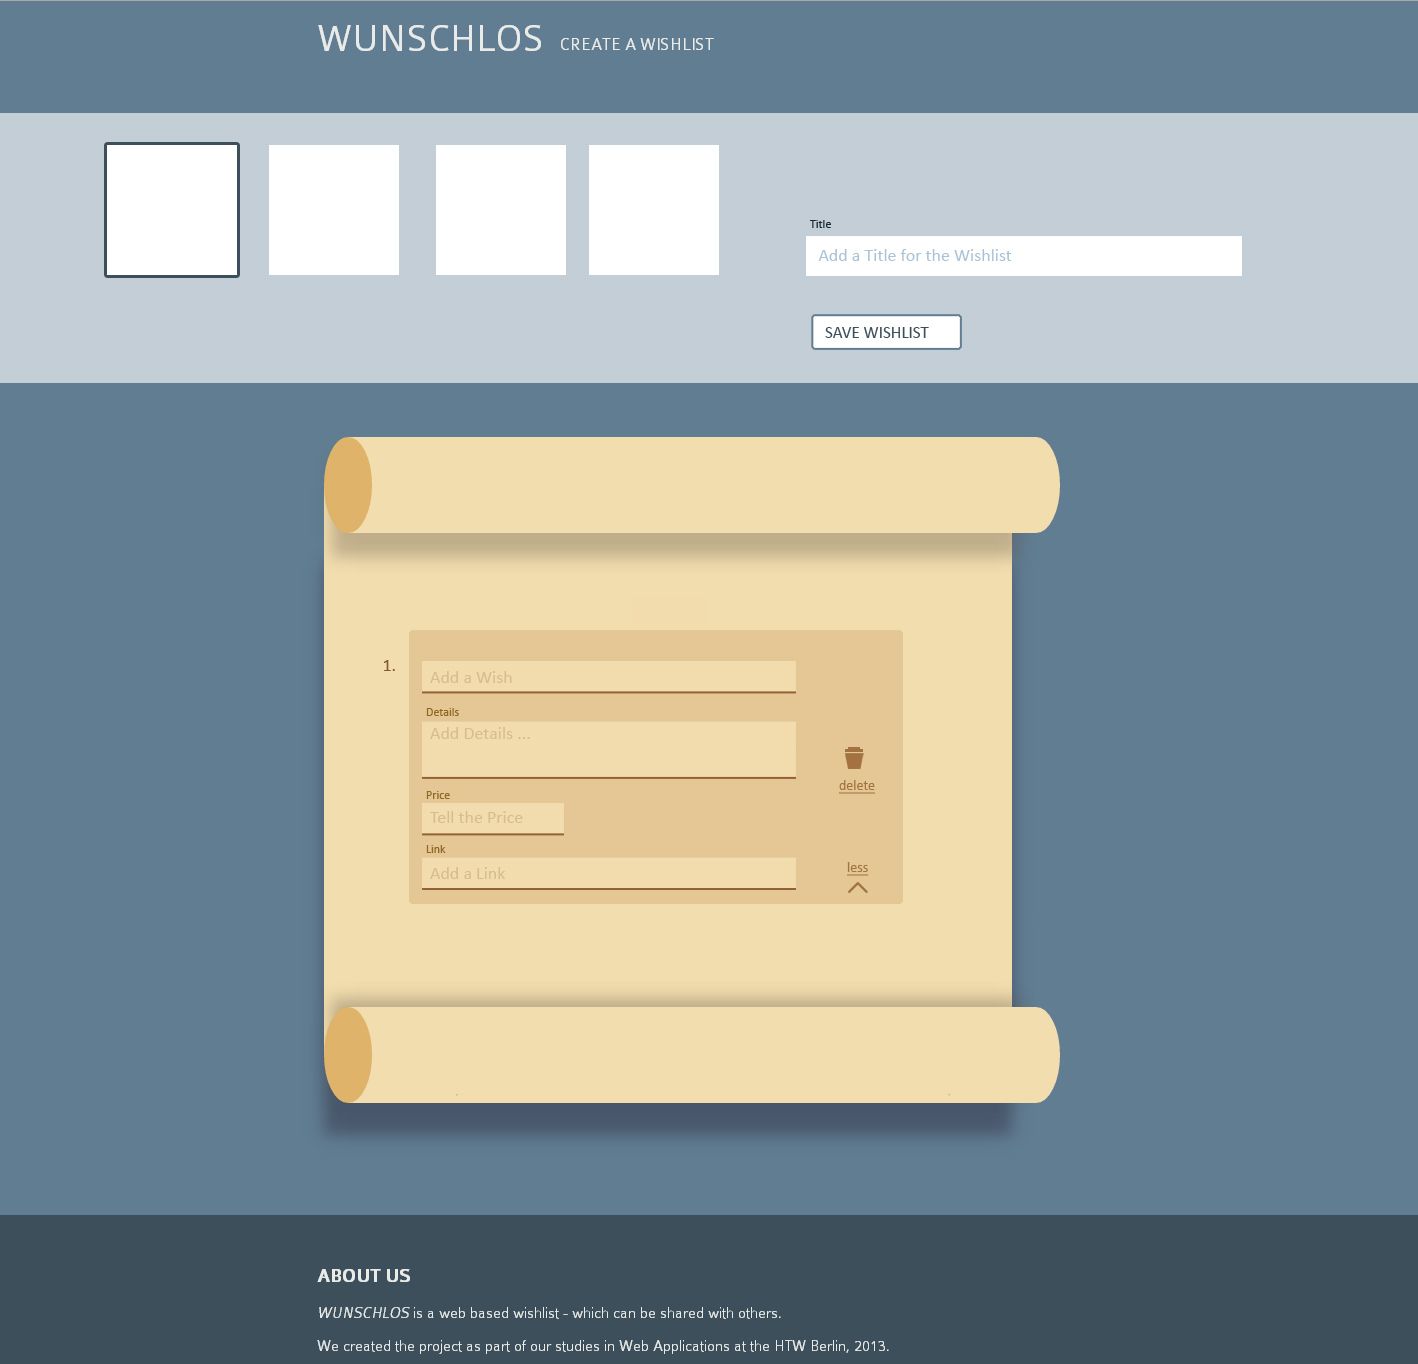 WUNSCHLOS CREATE A WISHLIST
Title
Add a Title for the Wishlist
SAVE WISHLIST
1.
Add a Wish
Details
Add Details ...
delete
Price
Tell the Price
Link
less
Add a Link
ABOUT US
WUNSCHLOS is a web based wishlist - which can be shared with others.
We created the project as part of our studies in Web Applications at the HTW Berlin, 2013.